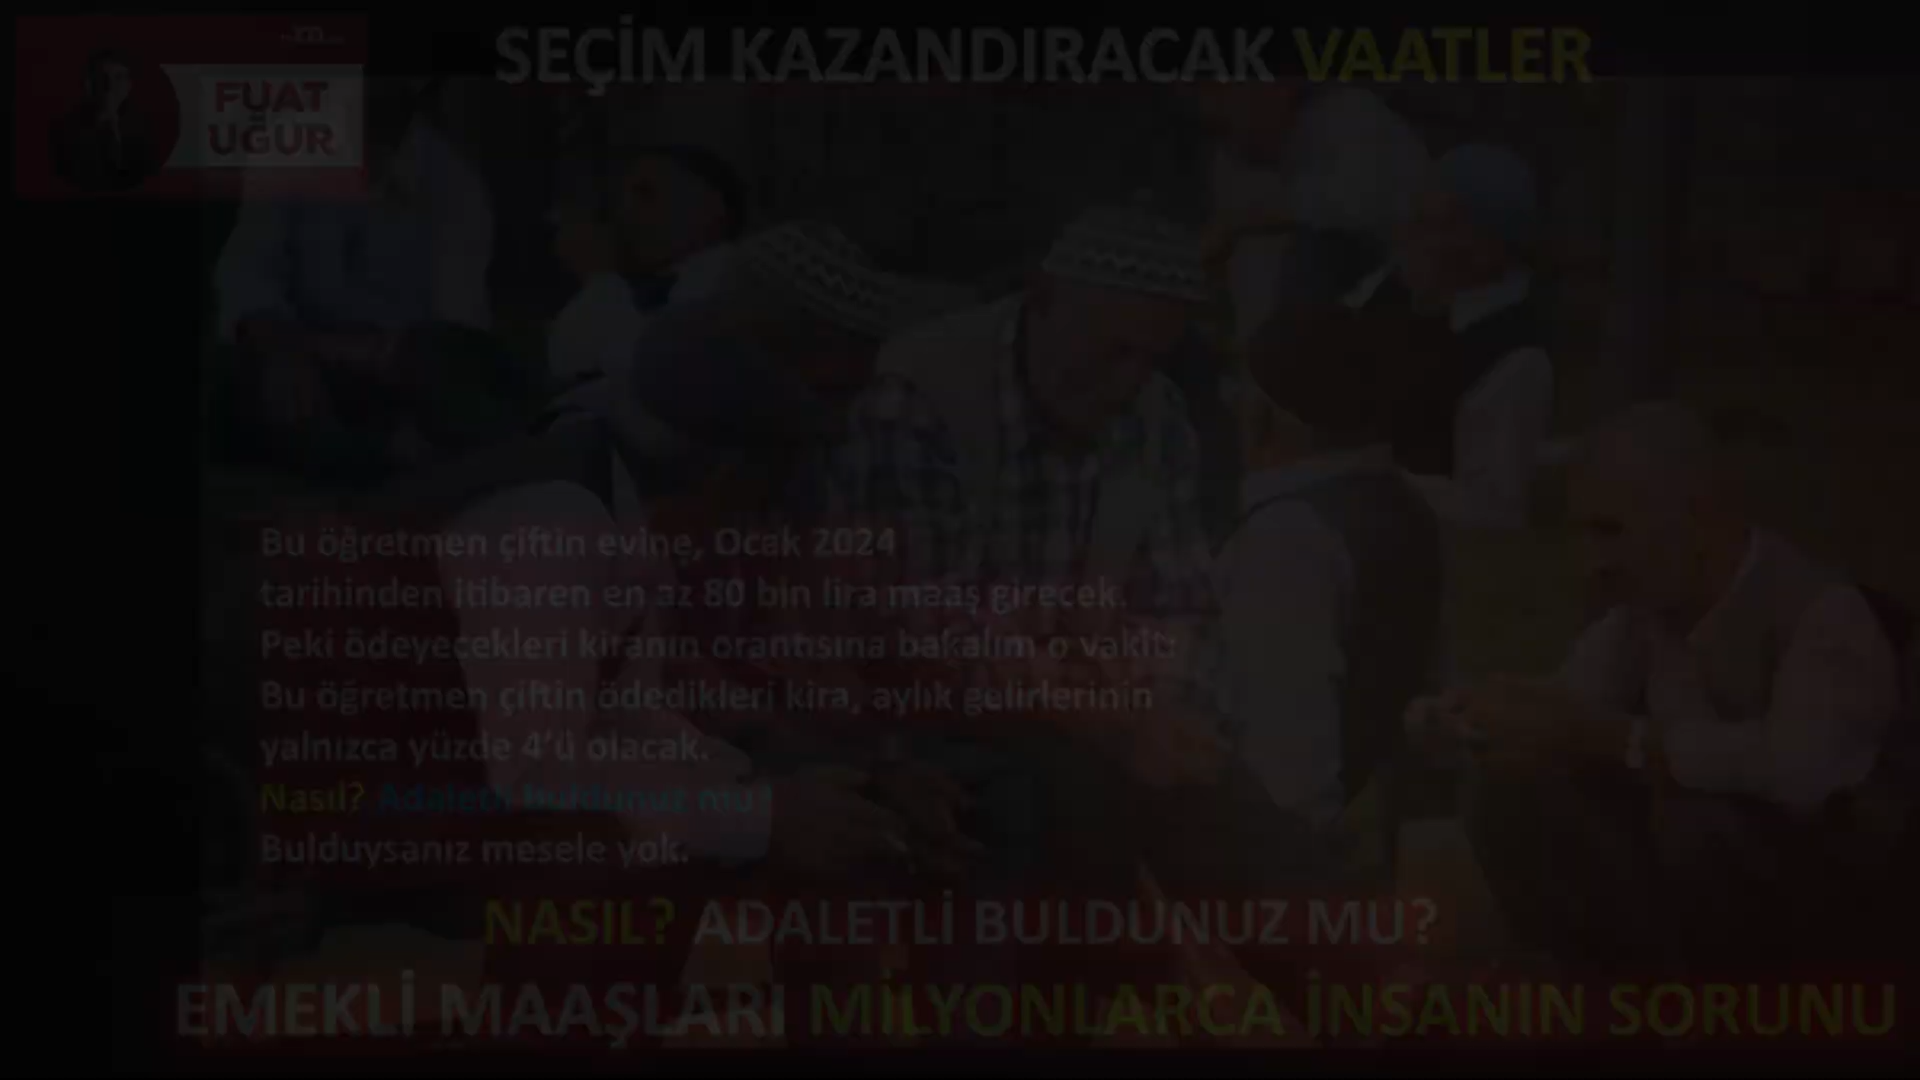 SEÇİM KAZANDIRACAK VAATLER
FUAT
UĞUR
Bu öğretmen çiftin evine, Ocak 2024
tarihinden itibaren en az 80 bin lira maaş girecek.
Peki ödeyecekleri kiranın orantısına bakalım o vakit:
Bu öğretmen çiftin ödedikleri kira, aylık gelirlerinin
yalnızca yüzde 4'ü olacak.
Nasıl? Adaletli buldunuz mu?
Bulduysanız mesele yok.
NASIL? ADALETLİ BULDUNUZ MU?
EMEKLİ MAAŞLARI MİLYONLARCA İNSANIN SORUNU